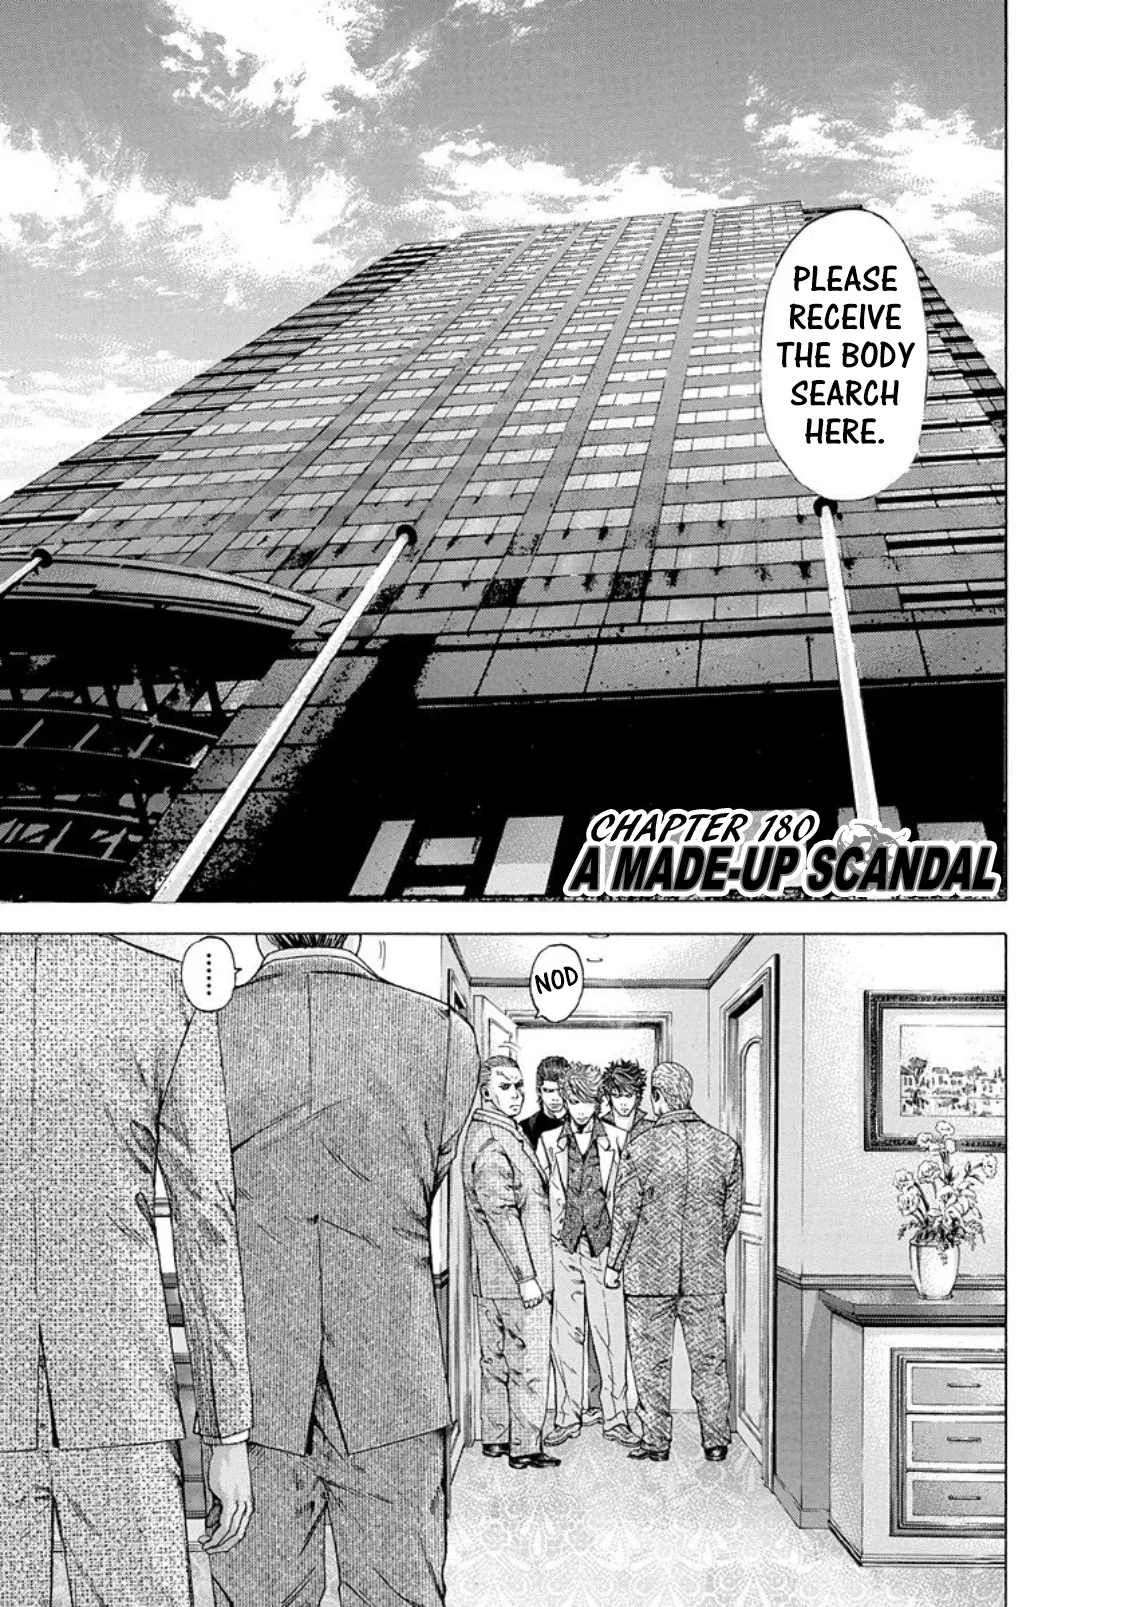 PLEASE
RECEIVE
THE BODY
SEARCH
HERE.
CHAPTER 180
A MADE-UP SCANDAL
NOD
......